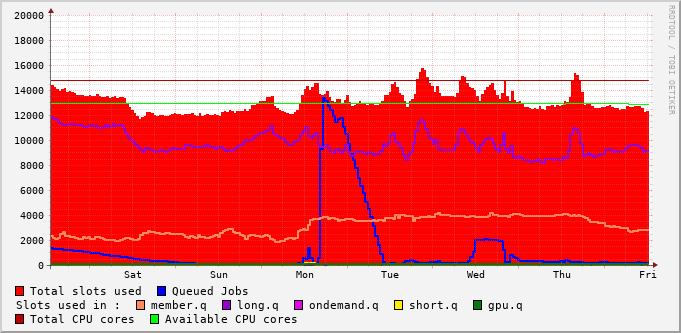 20000
18000
16000
14000
12000
10000
8000
6000
4000
2000
0
Sat Sun Mon Tue Wed Thu Fri
RRDTOOL / TOBI OETIKER
Total slots used Queued Jobs
Slots used in : member.q long.q ondemand.q short.q gpu.q
Total CPU cores Available CPU cores